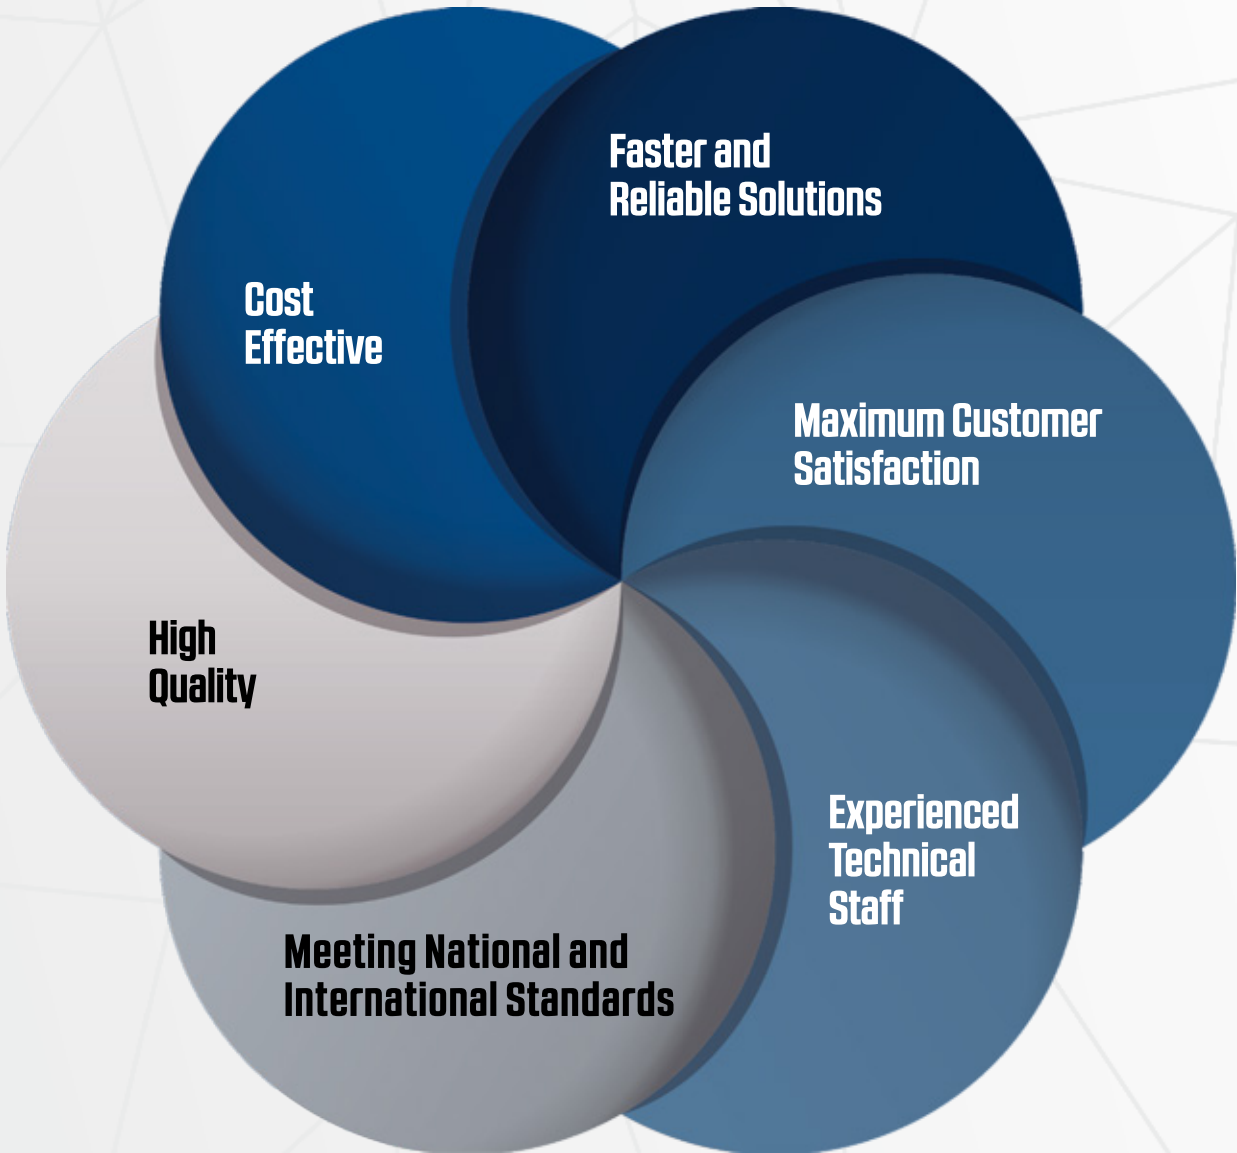 Faster and
Reliable Solutions
Cost
Effective
Maximum Customer
Satisfaction
High
Quality
Experienced
Technical
Staff
Meeting National and
International Standards